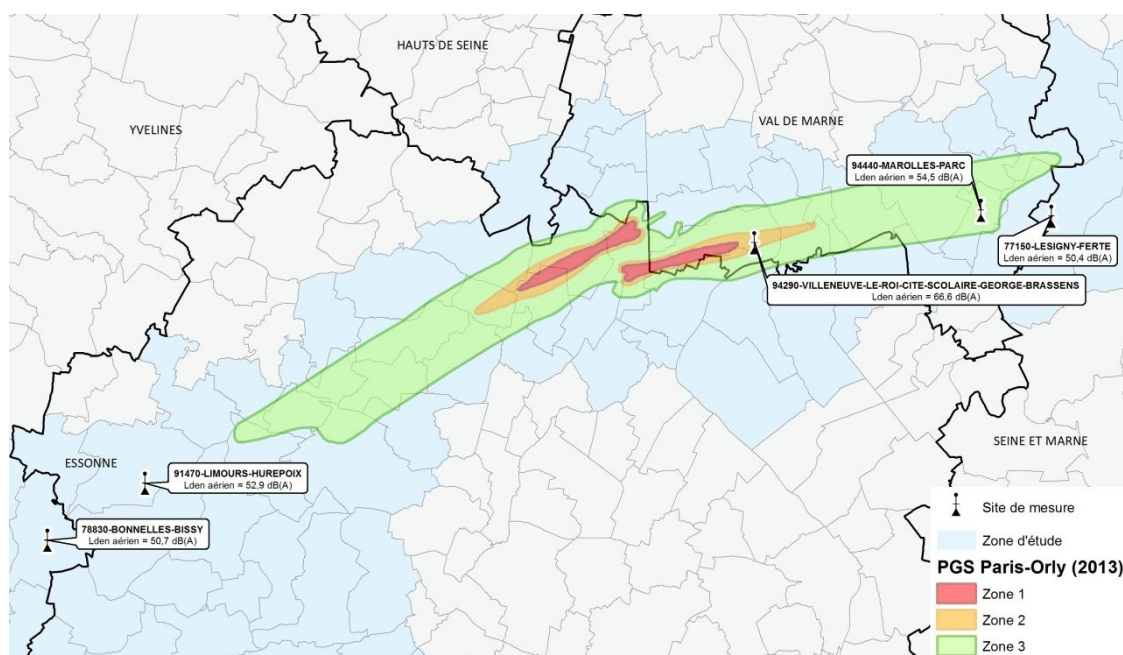 HAUTS DE SEINE
YVELINES
VAL DE MARNE
94440-MAROLLES-PARC
Lden aérien = 54,5 dB(A)
77150-LESIGNY-FERTE
Lden aérien = 50,4 dB(A)
94290-VILLENEUVE-LE-ROI-CITE-SCOLAIRE-GEORGE-BRASSENS
Lden aérien = 66,6 dB(A)
SEINE ET MARNE
ESSONNE
91470-LIMOURS-HUREPOIX
Lden aérien = 52,9 dB(A)
78830-BONNELLES-BISSY
Lden aérien = 50,7 dB(A)
Site de mesure
Zone d'étude
PGS Paris-Orly (2013)
Zone 1
Zone 2
Zone 3